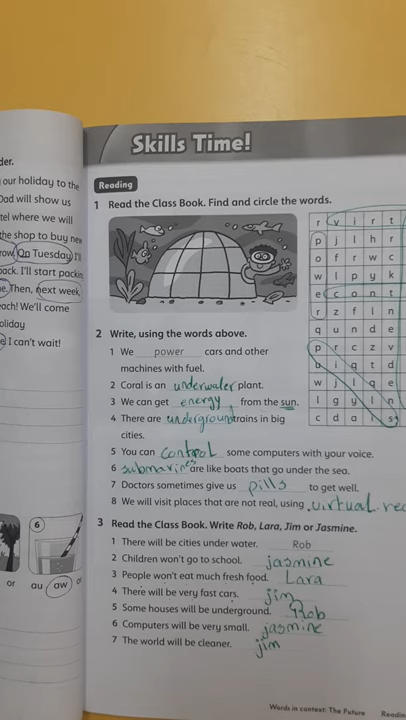 der.
our holiday to the
Dad will show us
tel where we will
the shop to buy new
row. On Tuesday I'll
pack. I'll start packin
e. Then, next week,
each! We'll come
oliday
I can't wait!
6
or au aw
Skills Time!
Reading
1 Read the Class Book. Find and circle the words.
r v i r t
p j l h r
o f r w c
w l p y k
e c o n t
r z f i n
q u n d e
p r c z v
u i q t d
w j l q e
l g y l n
c d a i s
2 Write, using the words above.
1 We power cars and other
machines with fuel.
2 Coral is an underwater plant.
3 We can get energy from the sun.
4 There are underground trains in big
cities.
5 You can control some computers with your voice.
6 submarines are like boats that go under the sea.
7 Doctors sometimes give us pills to get well.
8 We will visit places that are not real, using virtual rea
3 Read the Class Book. Write Rob, Lara, Jim or Jasmine.
1 There will be cities under water. Rob
2 Children won't go to school. jasmine
3 People won't eat much fresh food. Lara
4 There will be very fast cars. jim
5 Some houses will be underground. Rob
6 Computers will be very small. jasmine
7 The world will be cleaner. jim
Words in context: The Future Readin